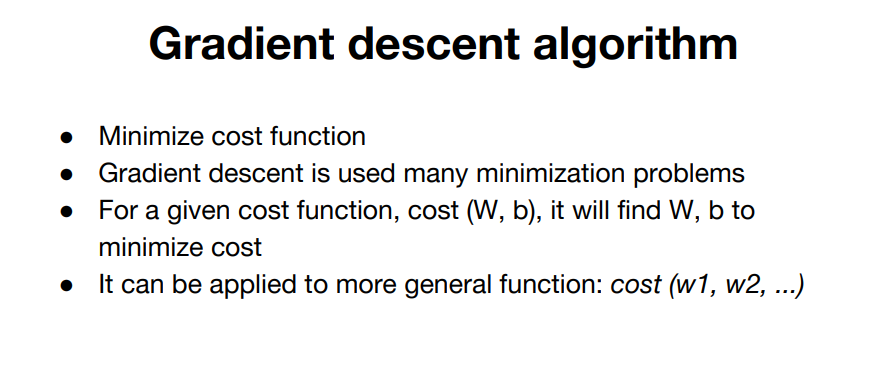 Gradient descent algorithm
● Minimize cost function
● Gradient descent is used many minimization problems
● For a given cost function, cost (W, b), it will find W, b to
minimize cost
● It can be applied to more general function: cost (w1, w2, ...)